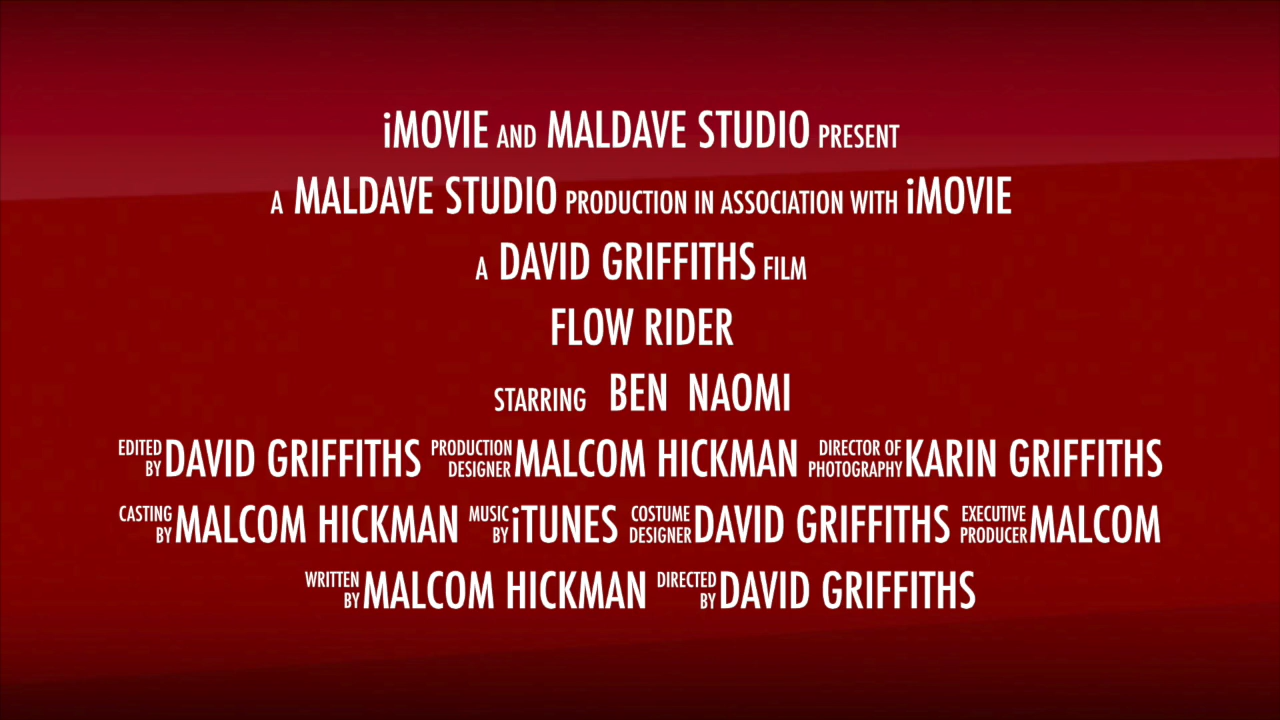 iMOVIE AND MALDAVE STUDIO PRESENT
A MALDAVE STUDIO PRODUCTION IN ASSOCIATION WITH iMOVIE
A DAVID GRIFFITHS FILM
FLOW RIDER
STARRING BEN NAOMI
EDITED BY DAVID GRIFFITHS PRODUCTION DESIGNER MALCOM HICKMAN DIRECTOR OF PHOTOGRAPHY KARIN GRIFFITHS
CASTING BY MALCOM HICKMAN MUSIC BY iTUNES COSTUME DESIGNER DAVID GRIFFITHS EXECUTIVE PRODUCER MALCOM
WRITTEN BY MALCOM HICKMAN DIRECTED BY DAVID GRIFFITHS